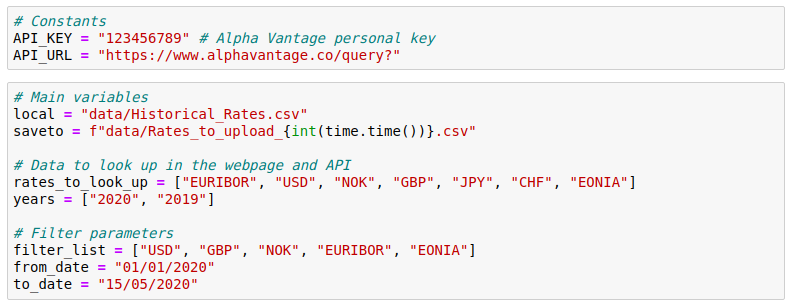 # Constants
API_KEY = "123456789" # Alpha Vantage personal key
API_URL = "https://www.alphavantage.co/query?"
# Main variables
local = "data/Historical_Rates.csv"
saveto = f"data/Rates_to_upload_{int(time.time())}.csv"
# Data to look up in the webpage and API
rates_to_look_up = ["EURIBOR", "USD", "NOK", "GBP", "JPY", "CHF", "EONIA"]
years = ["2020", "2019"]
# Filter parameters
filter_list = ["USD", "GBP", "NOK", "EURIBOR", "EONIA"]
from_date = "01/01/2020"
to_date = "15/05/2020"